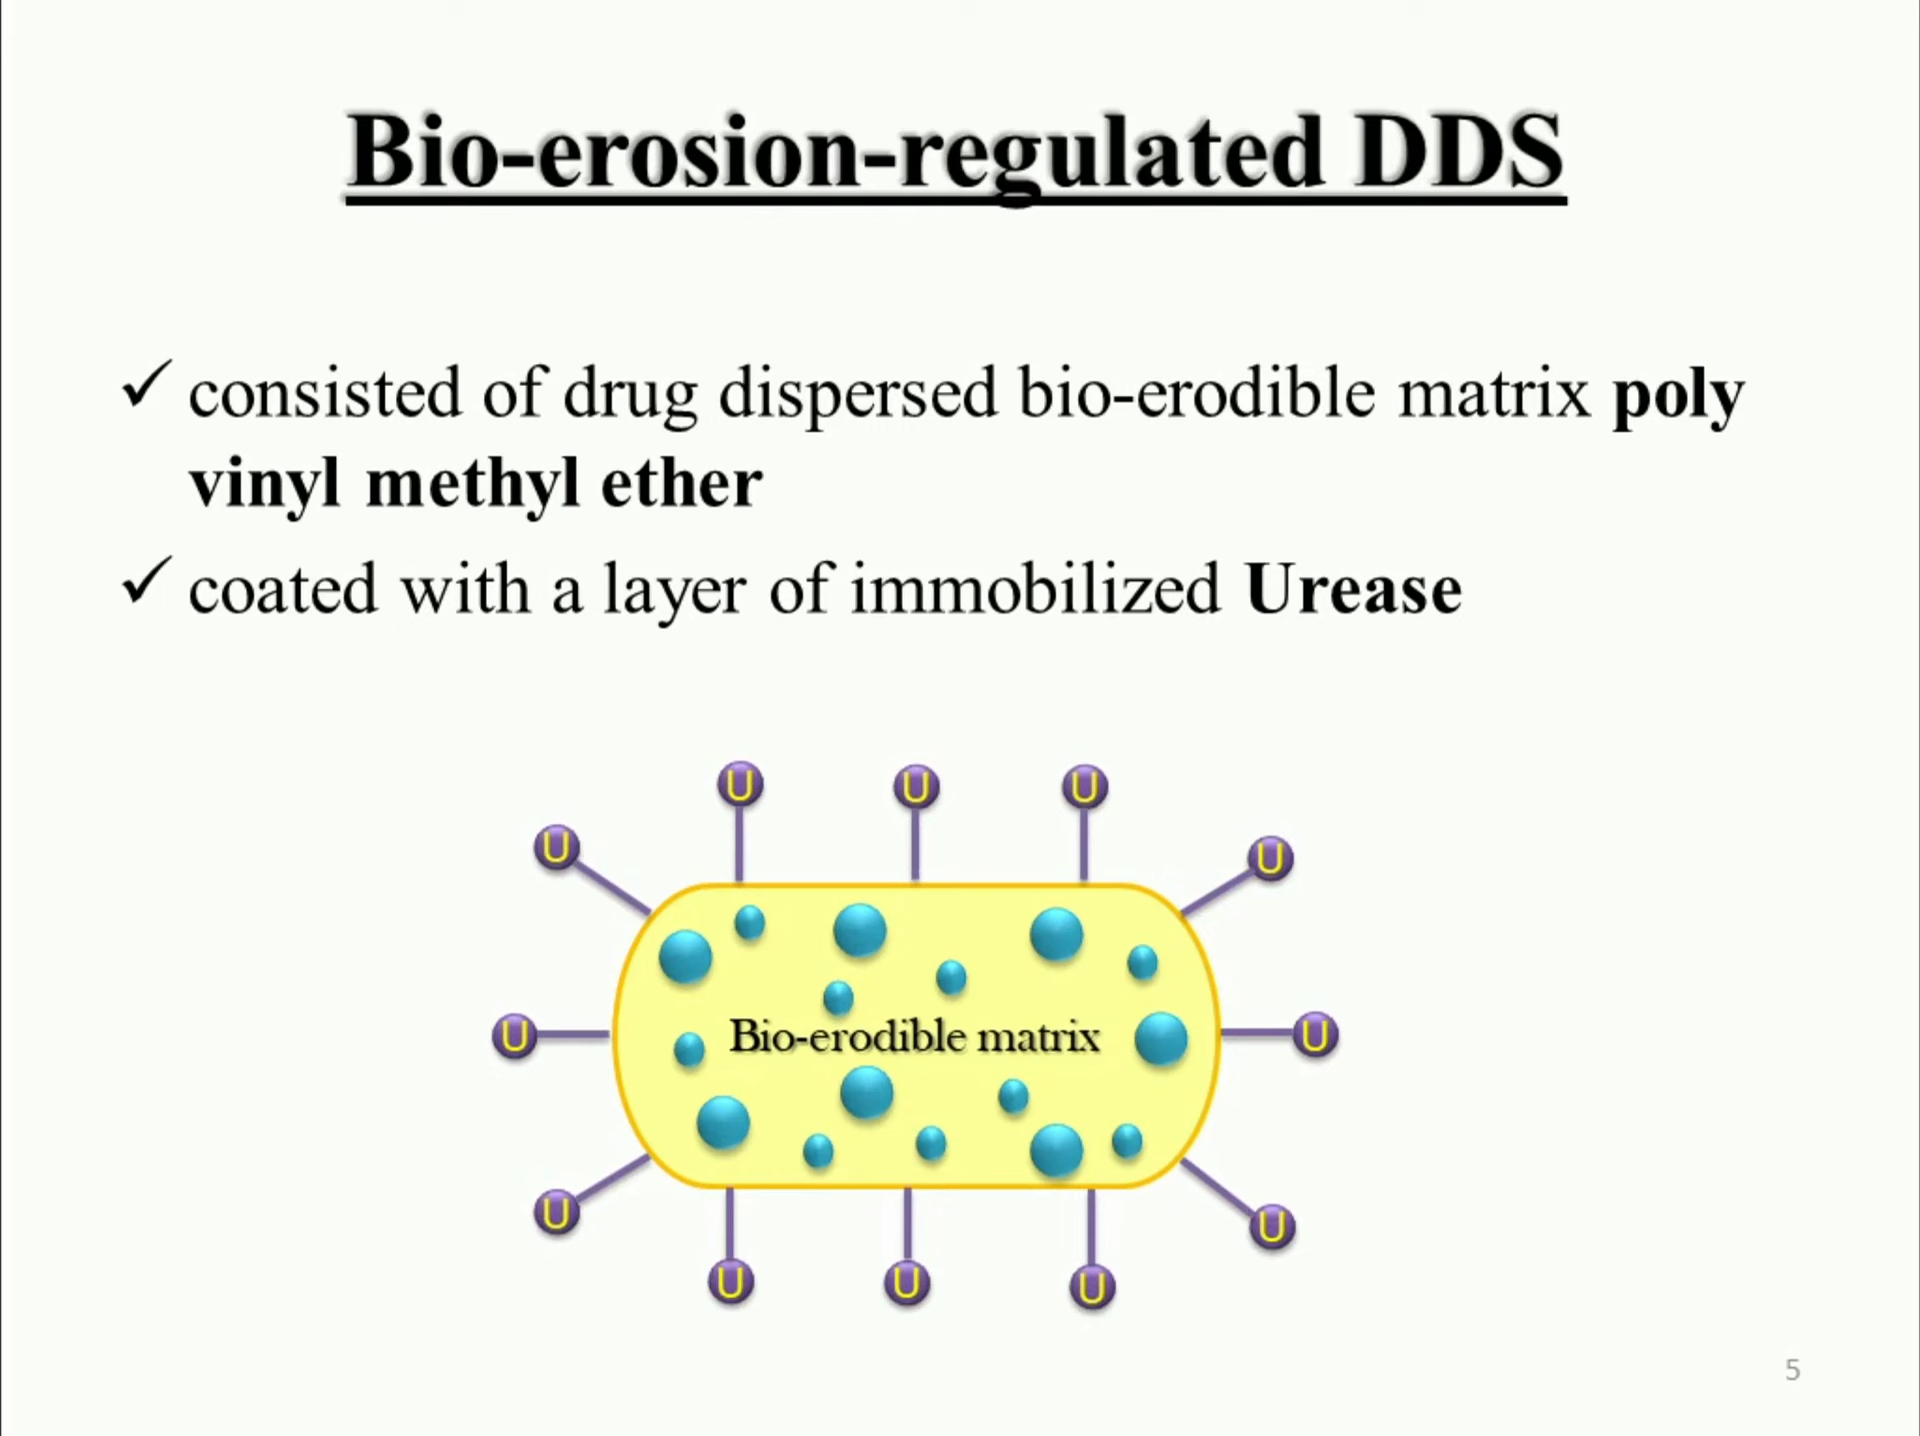 Bio-erosion-regulated DDS
✓ consisted of drug dispersed bio-erodible matrix poly
vinyl methyl ether
✓ coated with a layer of immobilized Urease
U U U
U U
Bio-erodible matrix
U U
U U
U U U
5